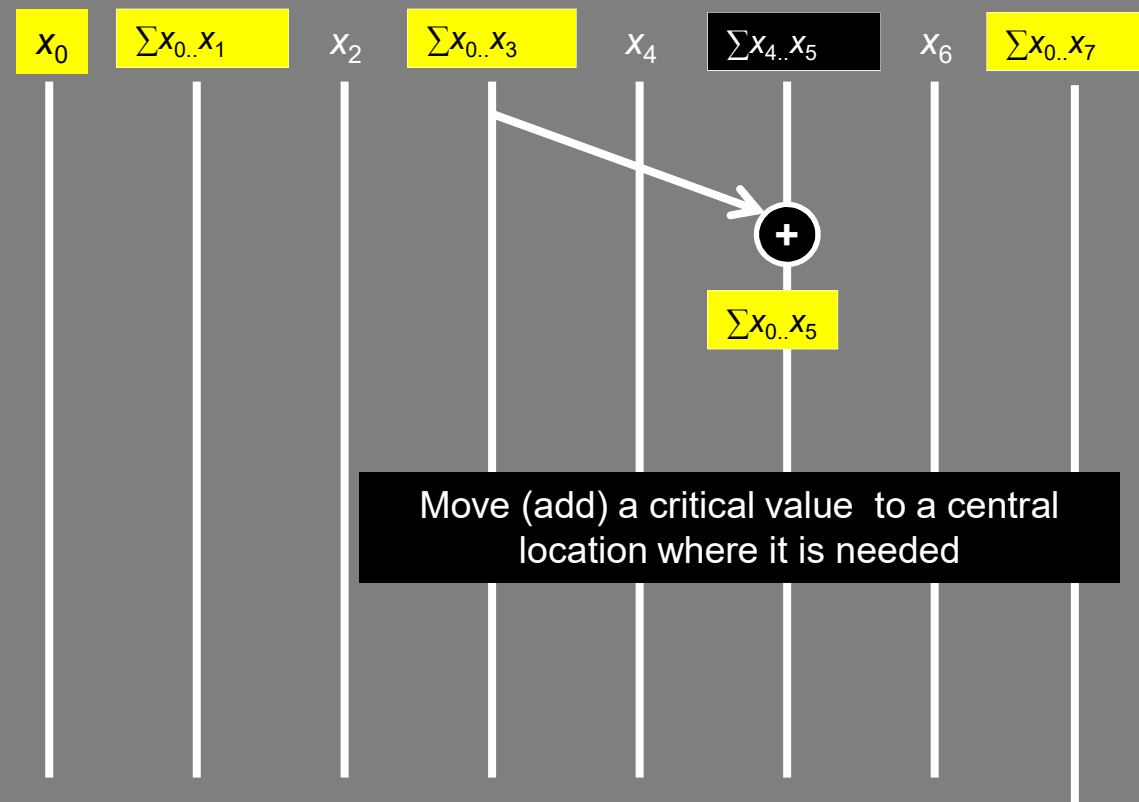 x₀ ∑x₀..x₁ x₂ ∑x₀..x₃ x₄ ∑x₄..x₅ x₆ ∑x₀..x₇
+
∑x₀..x₅
Move (add) a critical value to a central
location where it is needed